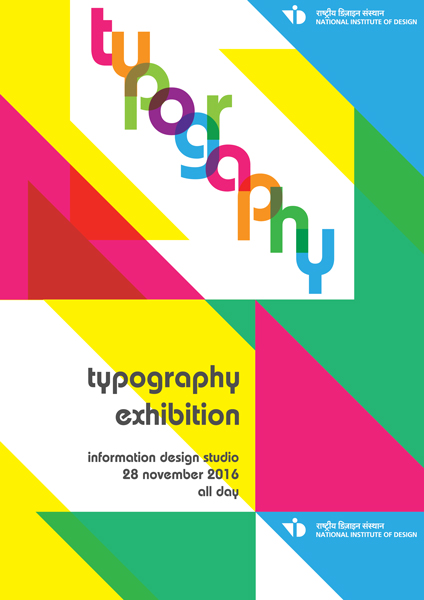 राष्ट्रीय डिज़ाइन संस्थान
NATIONAL INSTITUTE OF DESIGN
typography
typography
exhibition
information design studio
28 november 2016
all day
राष्ट्रीय डिज़ाइन संस्थान
NATIONAL INSTITUTE OF DESIGN